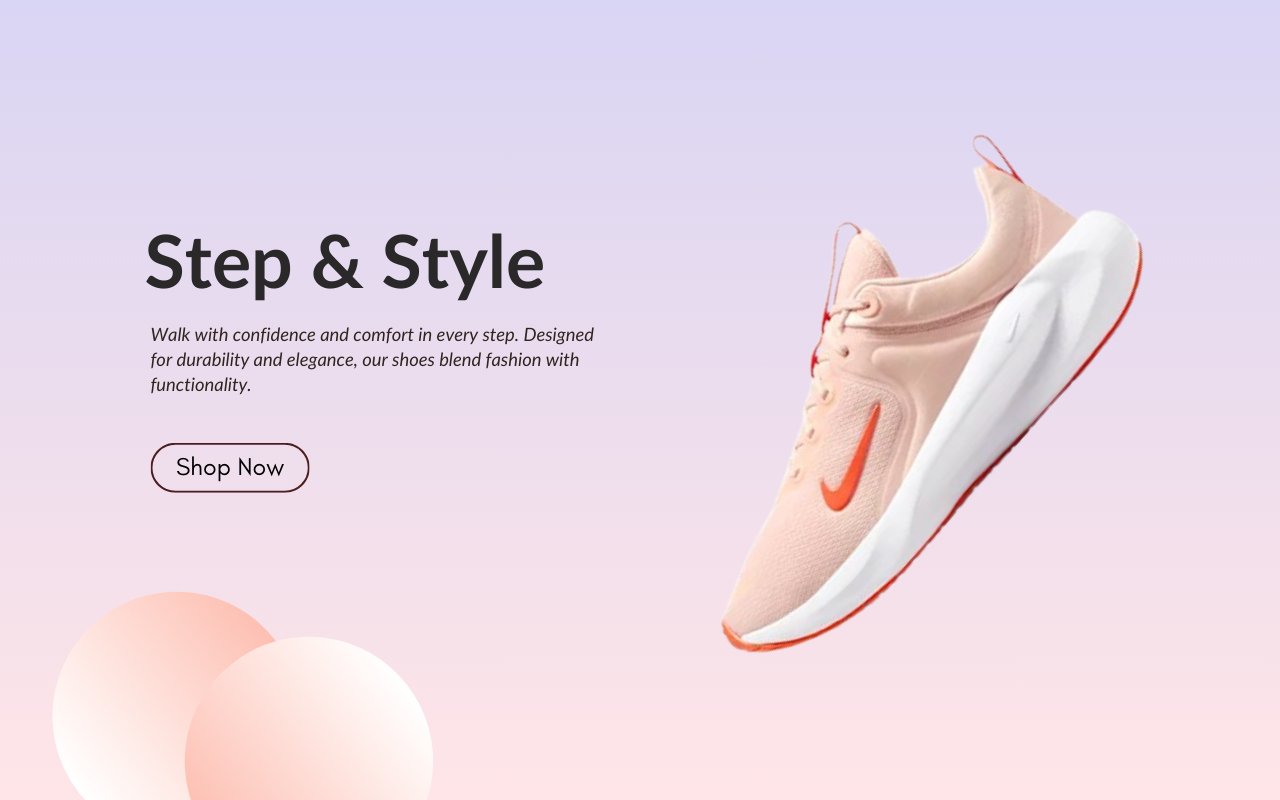 Step & Style
Walk with confidence and comfort in every step. Designed
for durability and elegance, our shoes blend fashion with
functionality.
Shop Now